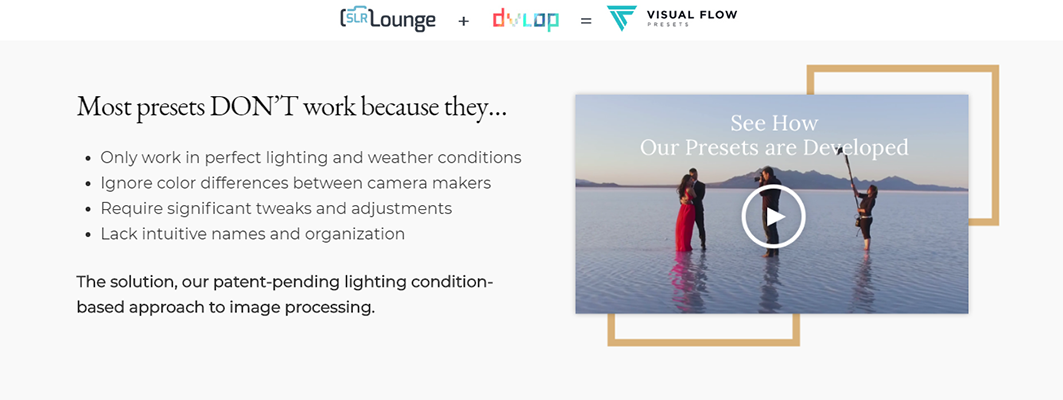 SLR Lounge + dvlop = VISUAL FLOW
PRESETS
Most presets DON’T work because they…
See How
Our Presets are Developed
• Only work in perfect lighting and weather conditions
• Ignore color differences between camera makers
• Require significant tweaks and adjustments
• Lack intuitive names and organization
The solution, our patent-pending lighting condition-
based approach to image processing.